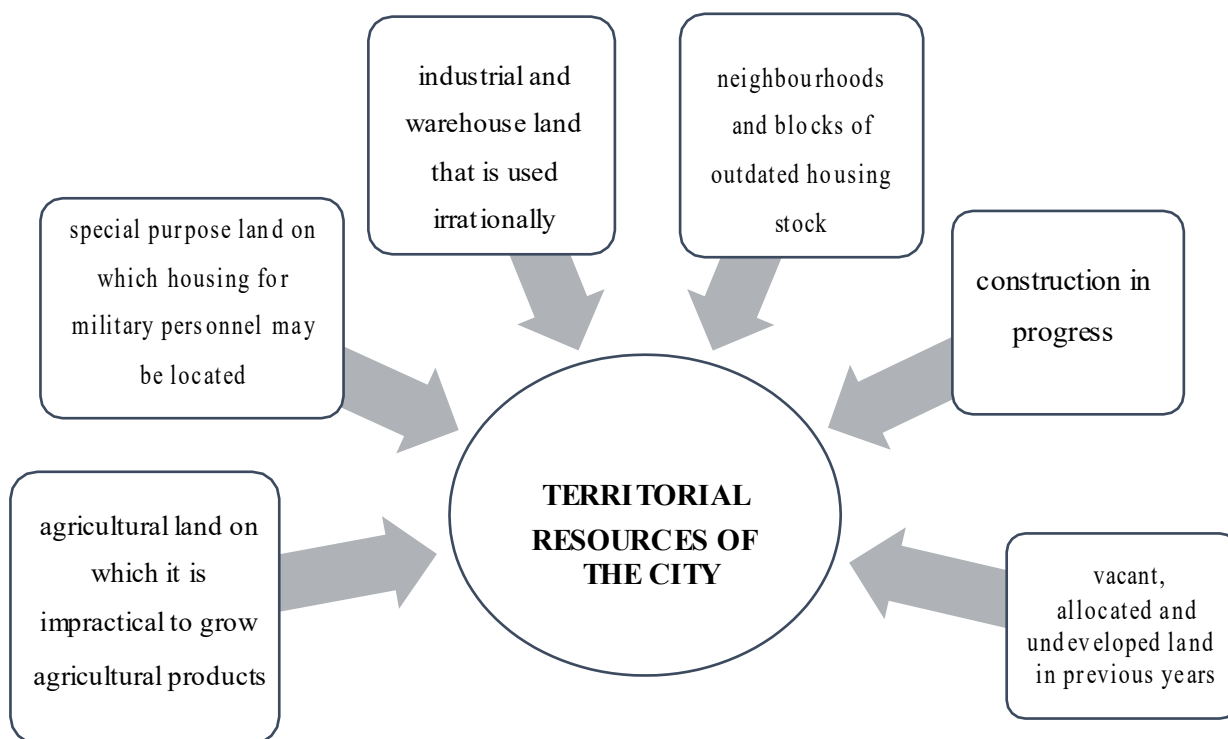 industrial and
warehouse land
that is used
irrationally
neighbourhoods
and blocks of
outdated housing
stock
special purpose land on
which housing for
military personnel may
be located
construction in
progress
agricultural land on
which it is
impractical to grow
agricultural products
TERRITORIAL
RESOURCES OF
THE CITY
vacant,
allocated and
undeveloped land
in previous years